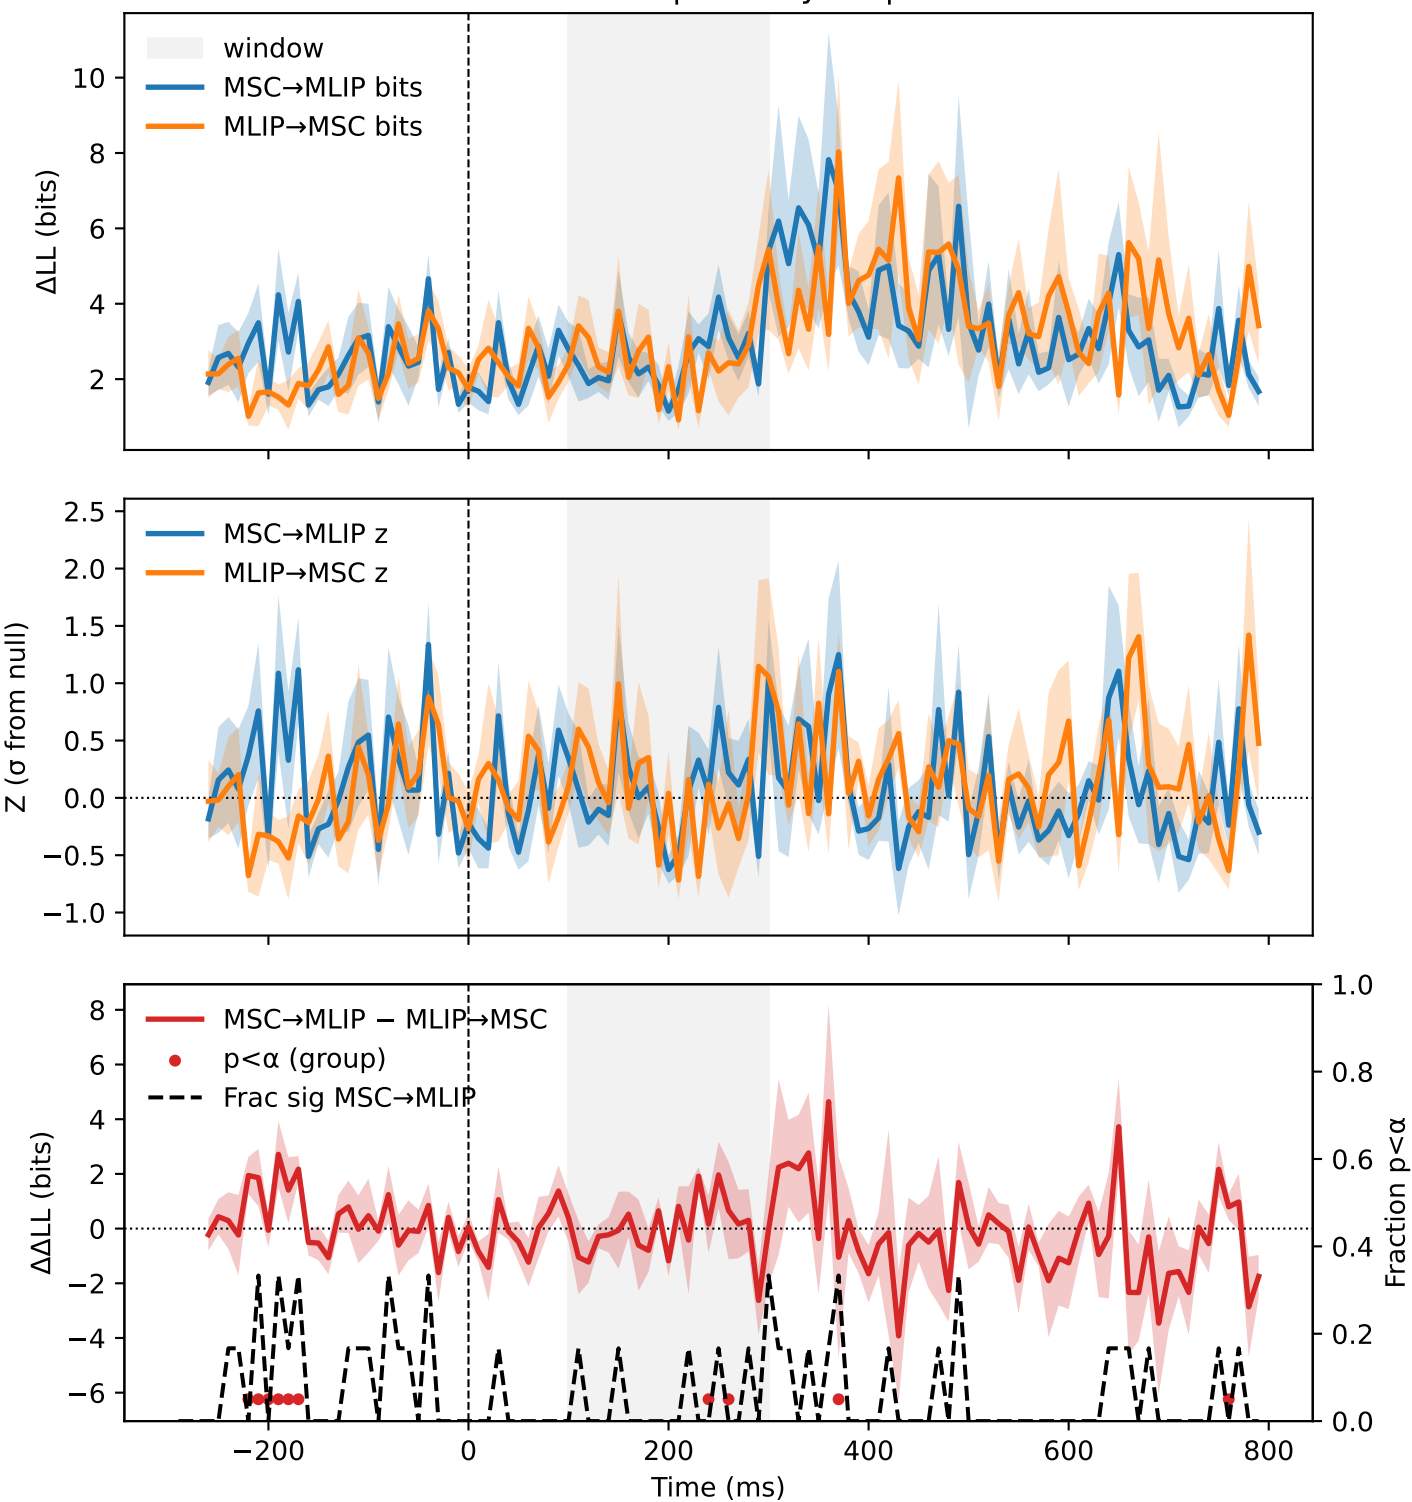 window
MSC→MLIP bits
MLIP→MSC bits
10
8
6
4
2
ΔLL (bits)
MSC→MLIP z
MLIP→MSC z
2.5
2.0
1.5
1.0
0.5
0.0
−0.5
−1.0
Z (σ from null)
MSC→MLIP − MLIP→MSC
p<α (group)
Frac sig MSC→MLIP
8
6
4
2
0
−2
−4
−6
ΔΔLL (bits)
1.0
0.8
0.6
0.4
0.2
0.0
Fraction p<α
−200
0
200
400
600
800
Time (ms)